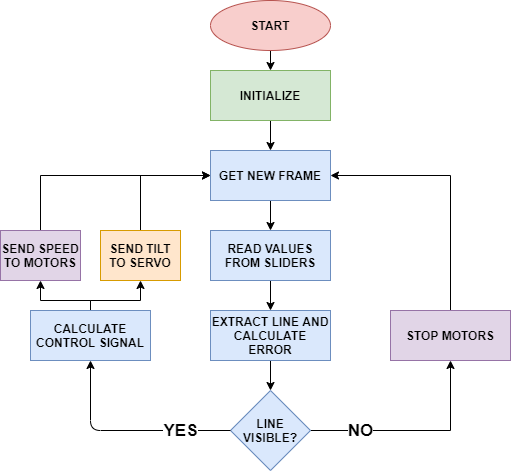 START
INITIALIZE
GET NEW FRAME
SEND SPEED
TO MOTORS
SEND TILT
TO SERVO
READ VALUES
FROM SLIDERS
CALCULATE
CONTROL SIGNAL
EXTRACT LINE AND
CALCULATE
ERROR
STOP MOTORS
YES
LINE
VISIBLE?
NO